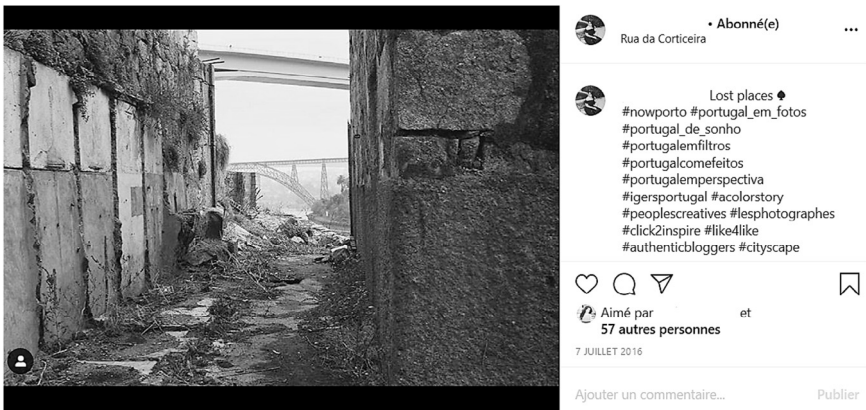 • Abonné(e)
Rua da Corticeira
...
Lost places ♠
#nowporto #portugal_em_fotos
#portugal_de_sonho
#portugalemfiltros
#portugalcomefeitos
#portugalemperspectiva
#igersportugal #acolorstory
#peoplescreatives #lesphotographes
#click2inspire #like4like
#authenticbloggers #cityscape
Aimé par et
57 autres personnes
7 JUILLET 2016
Ajouter un commentaire... Publier